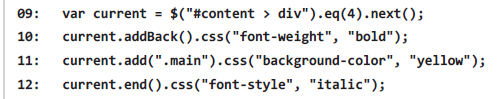 09: var current = $("#content > div").eq(4).next();
10: current.addBack().css("font-weight", "bold");
11: current.add(".main").css("background-color", "yellow");
12: current.end().css("font-style", "italic");